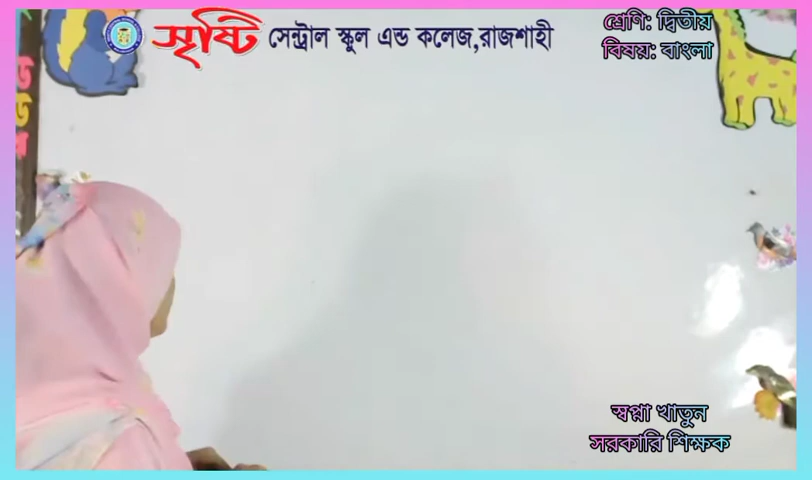 সৃষ্টি সেন্ট্রাল স্কুল এন্ড কলেজ,রাজশাহী
শ্রেণি: দ্বিতীয়
বিষয়: বাংলা
স্বপ্না খাতুন
সরকারি শিক্ষক